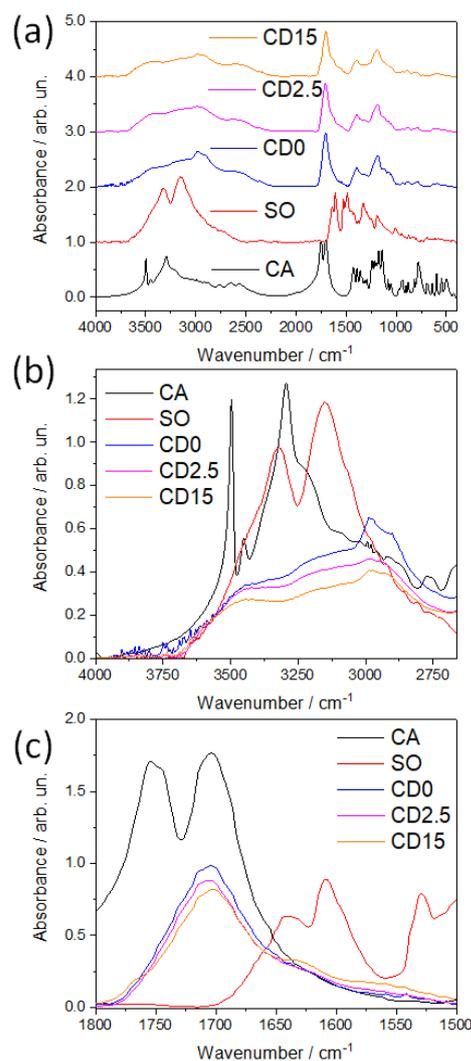 (a)
5.0
4.0
3.0
2.0
1.0
0.0
Absorbance / arb. un.
CD15
CD2.5
CD0
SO
CA
4000 3500 3000 2500 2000 1500 1000 500
Wavenumber / cm⁻¹
(b)
1.2
1.0
0.8
0.6
0.4
0.2
0.0
Absorbance / arb. un.
CA
SO
CD0
CD2.5
CD15
4000 3750 3500 3250 3000 2750
Wavenumber / cm⁻¹
(c)
2.0
1.5
1.0
0.5
0.0
Absorbance / arb. un.
CA
SO
CD0
CD2.5
CD15
1800 1750 1700 1650 1600 1550 1500
Wavenumber / cm⁻¹